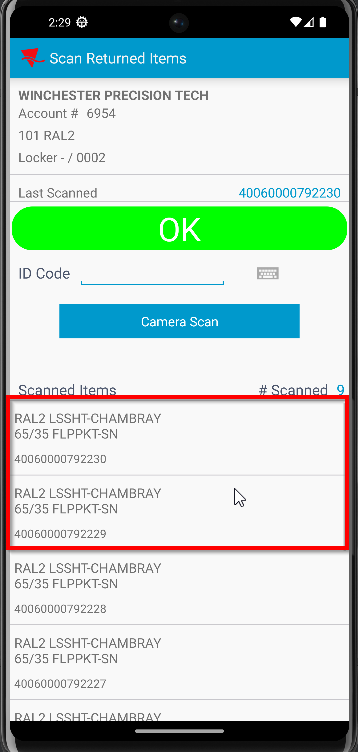 2:29
Scan Returned Items
WINCHESTER PRECISION TECH
Account # 6954
101 RAL2
Locker - / 0002
Last Scanned 40060000792230
OK
ID Code
Camera Scan
Scanned Items # Scanned 9
RAL2 LSSHT-CHAMBRAY
65/35 FLPPKT-SN
40060000792230
RAL2 LSSHT-CHAMBRAY
65/35 FLPPKT-SN
40060000792229
RAL2 LSSHT-CHAMBRAY
65/35 FLPPKT-SN
40060000792228
RAL2 LSSHT-CHAMBRAY
65/35 FLPPKT-SN
40060000792227
RAL2 LSSHT-CHAMBRAY